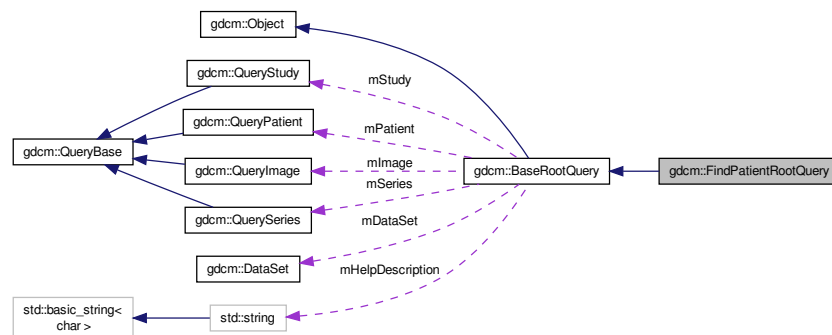 gdcm::Object
gdcm::QueryStudy
mStudy
gdcm::QueryPatient
mPatient
gdcm::QueryBase
gdcm::QueryImage
mImage
gdcm::BaseRootQuery
gdcm::FindPatientRootQuery
mSeries
gdcm::QuerySeries
mDataSet
gdcm::DataSet
mHelpDescription
std::basic_string<
char >
std::string